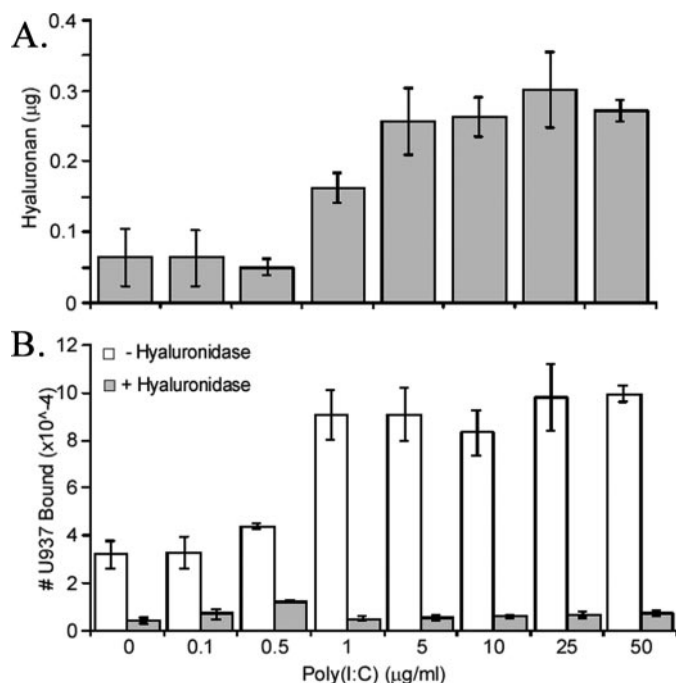 A.
Hyaluronan (µg)
0.4
0.3
0.2
0.1
0
B.
- Hyaluronidase
+ Hyaluronidase
# U937 Bound (x10^-4)
12
10
8
6
4
2
0
0 0.1 0.5 1 5 10 25 50
Poly(I:C) (µg/ml)